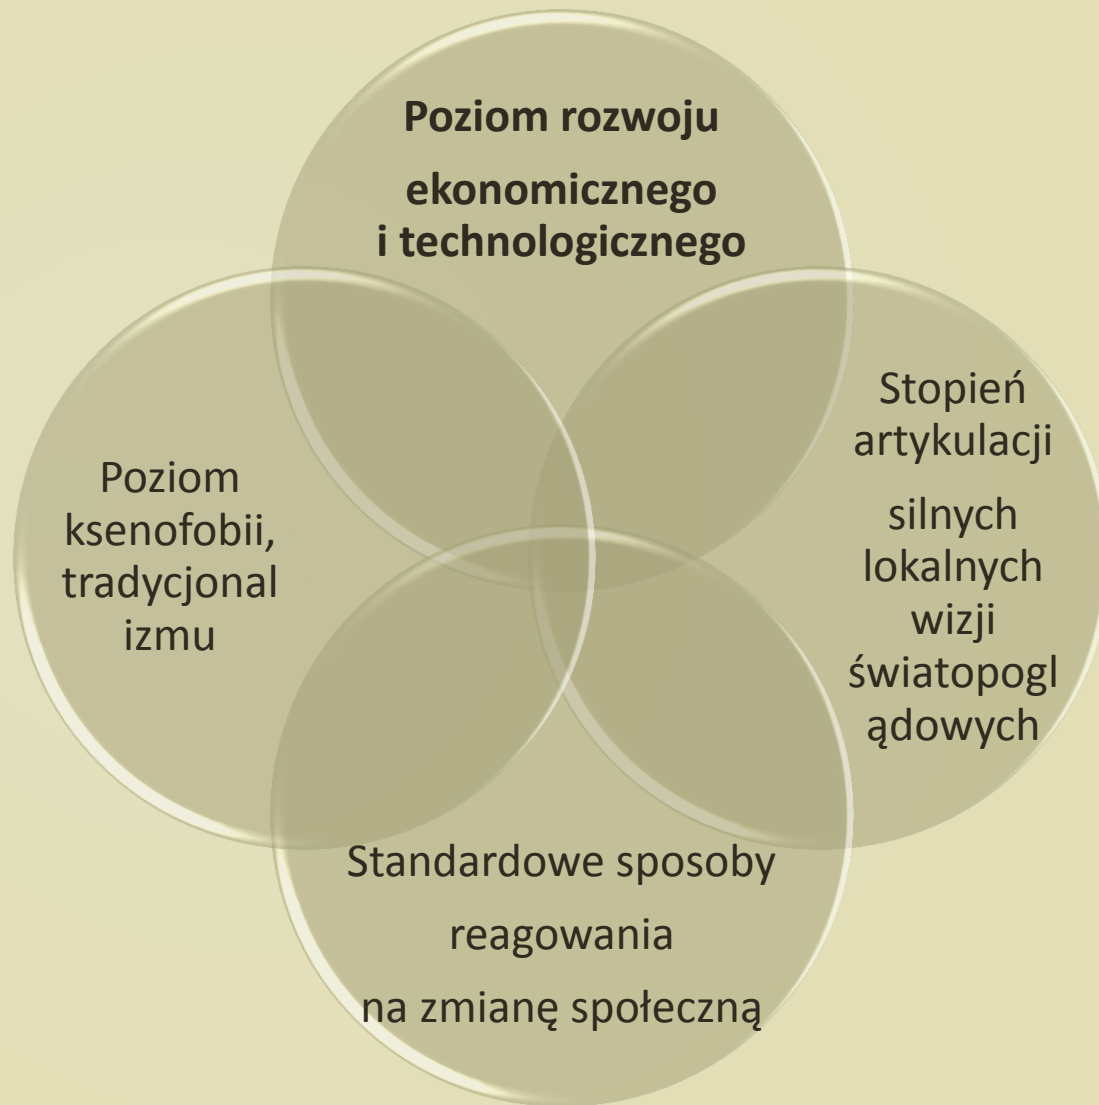 Poziom rozwoju
ekonomicznego
i technologicznego
Stopień
artykulacji
silnych
lokalnych
wizji
światopogl
ądowych
Poziom
ksenofobii,
tradycjonal
izmu
Standardowe sposoby
reagowania
na zmianę społeczną